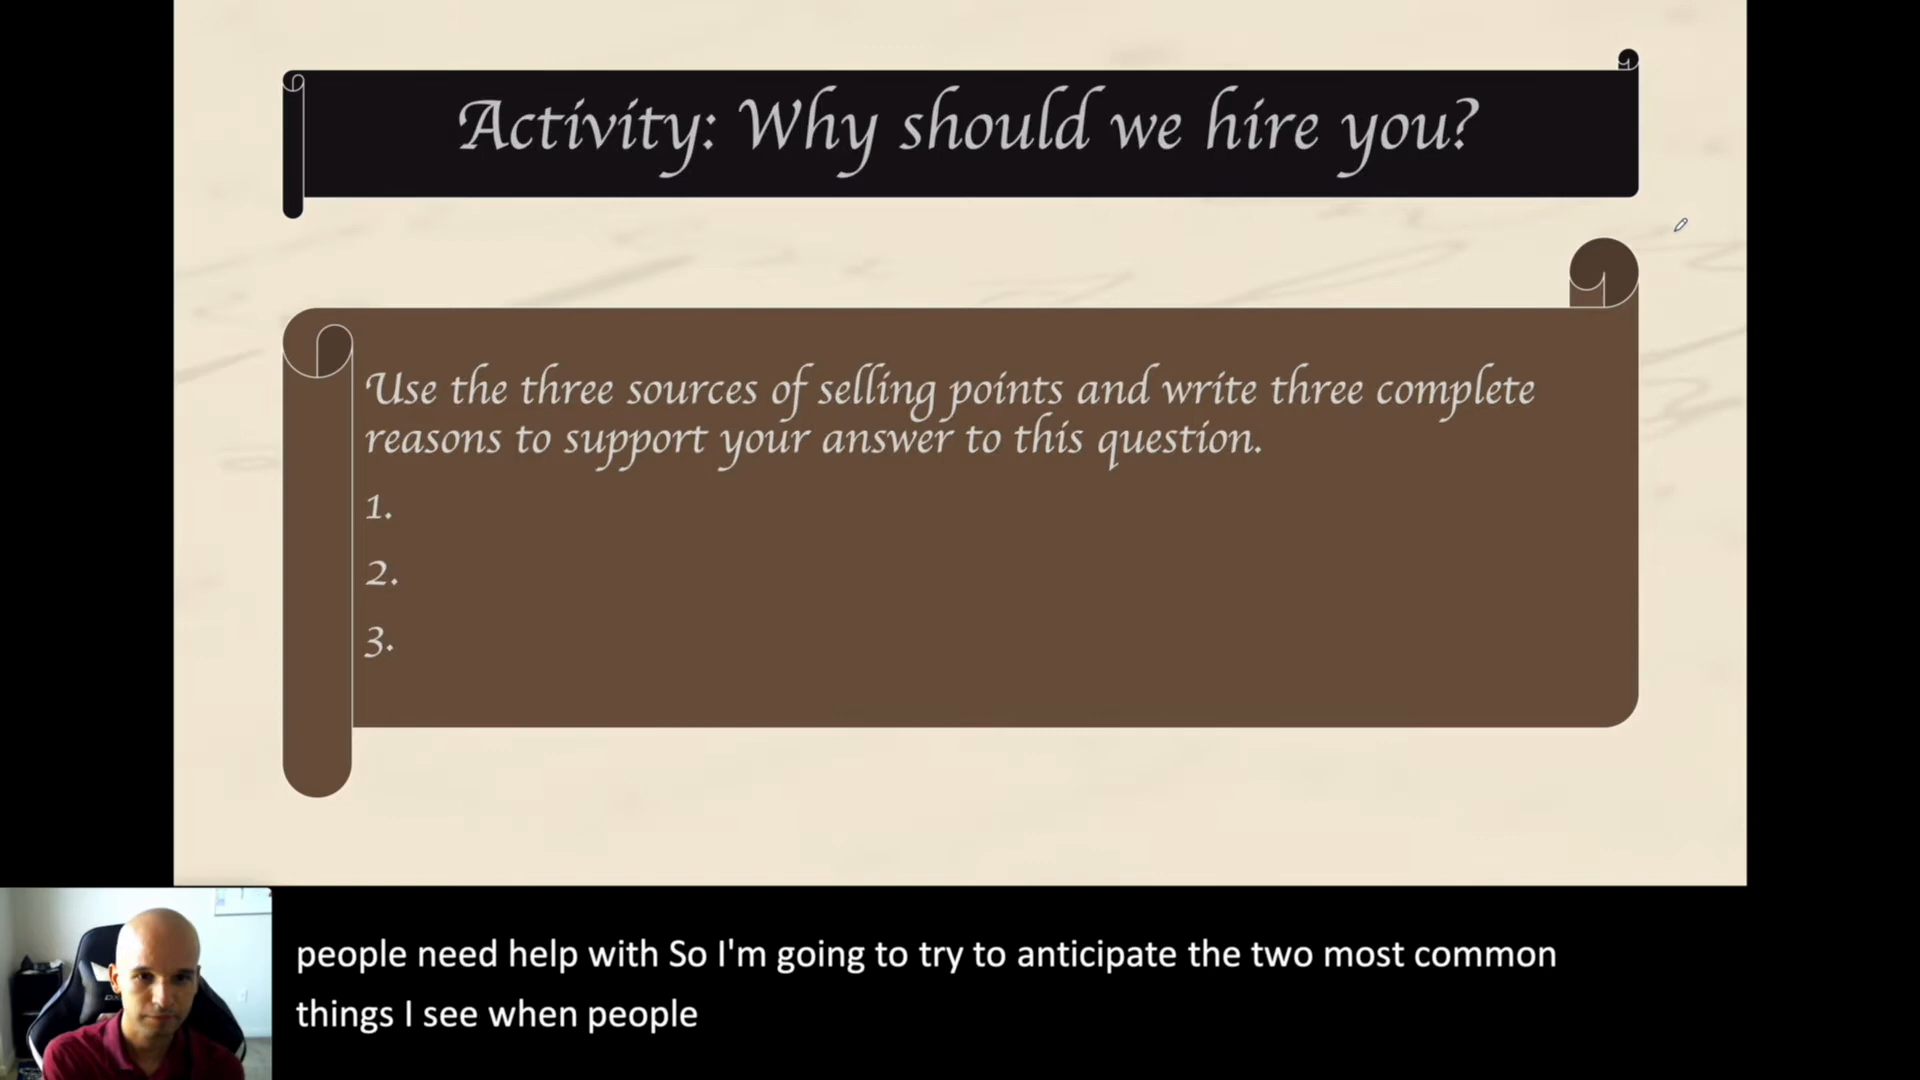 Activity: Why should we hire you?
Use the three sources of selling points and write three complete
reasons to support your answer to this question.
1.
2.
3.
people need help with So I'm going to try to anticipate the two most common
things I see when people